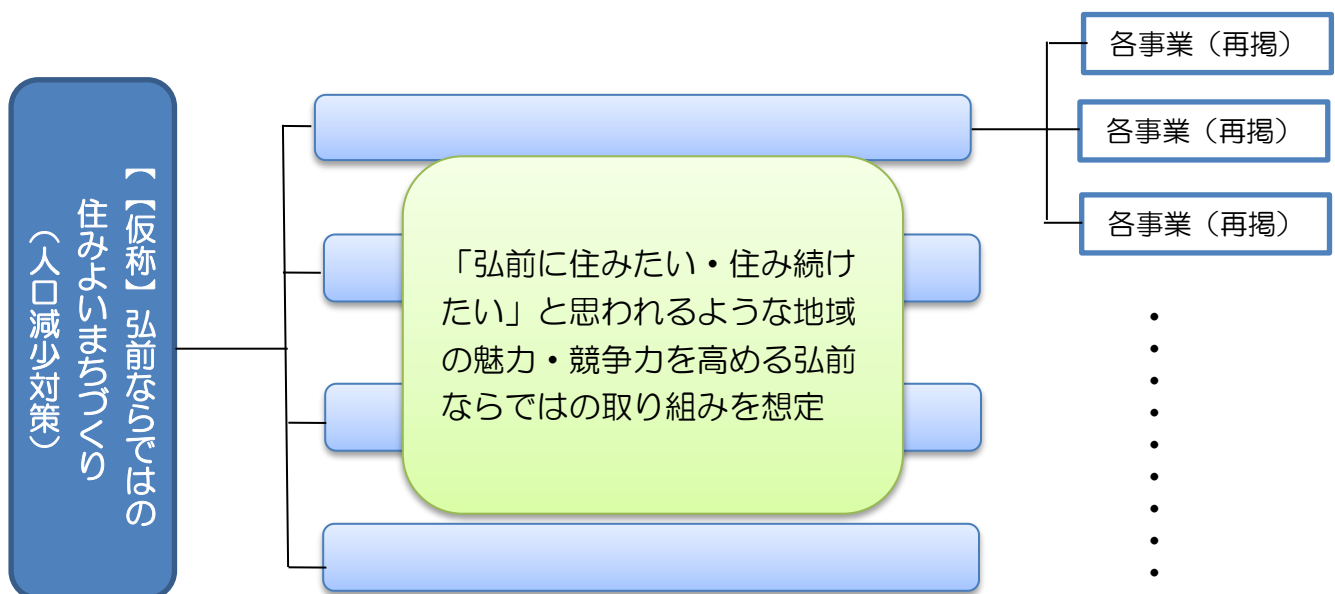 【【仮称】弘前ならではの
住みよいまちづくり
（人口減少対策）
「弘前に住みたい・住み続け
たい」と思われるような地域
の魅力・競争力を高める弘前
ならではの取り組みを想定
各事業（再掲）
各事業（再掲）
各事業（再掲）
・
・
・
・
・
・
・
・
・